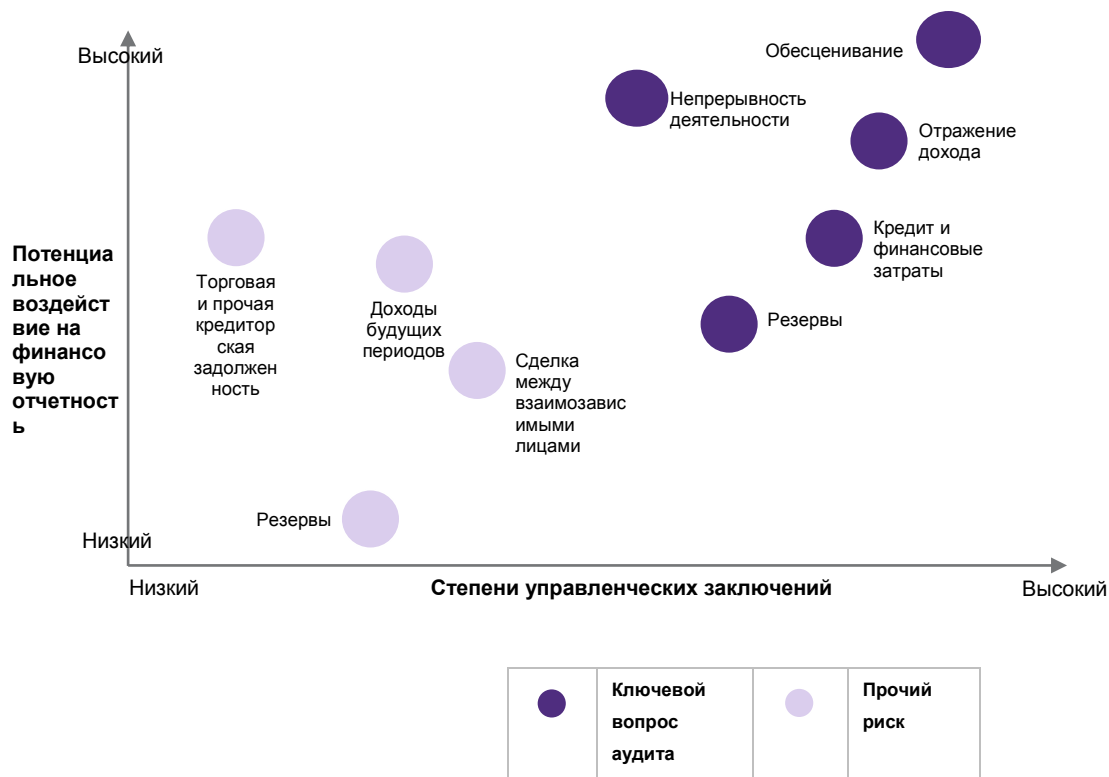 Высокий
Обесценивание
Непрерывность
деятельности
Отражение
дохода
Потенциа
льное
воздейст
вие на
финансо
вую
отчетност
ь
Торговая
и прочая
кредитор
ская
задолжен
ность
Доходы
будущих
периодов
Сделка
между
взаимозавис
имыми
лицами
Кредит и
финансовые
затраты
Резервы
Резервы
Низкий
Низкий
Степени управленческих заключений
Высокий
Ключевой
вопрос
аудита
Прочий
риск